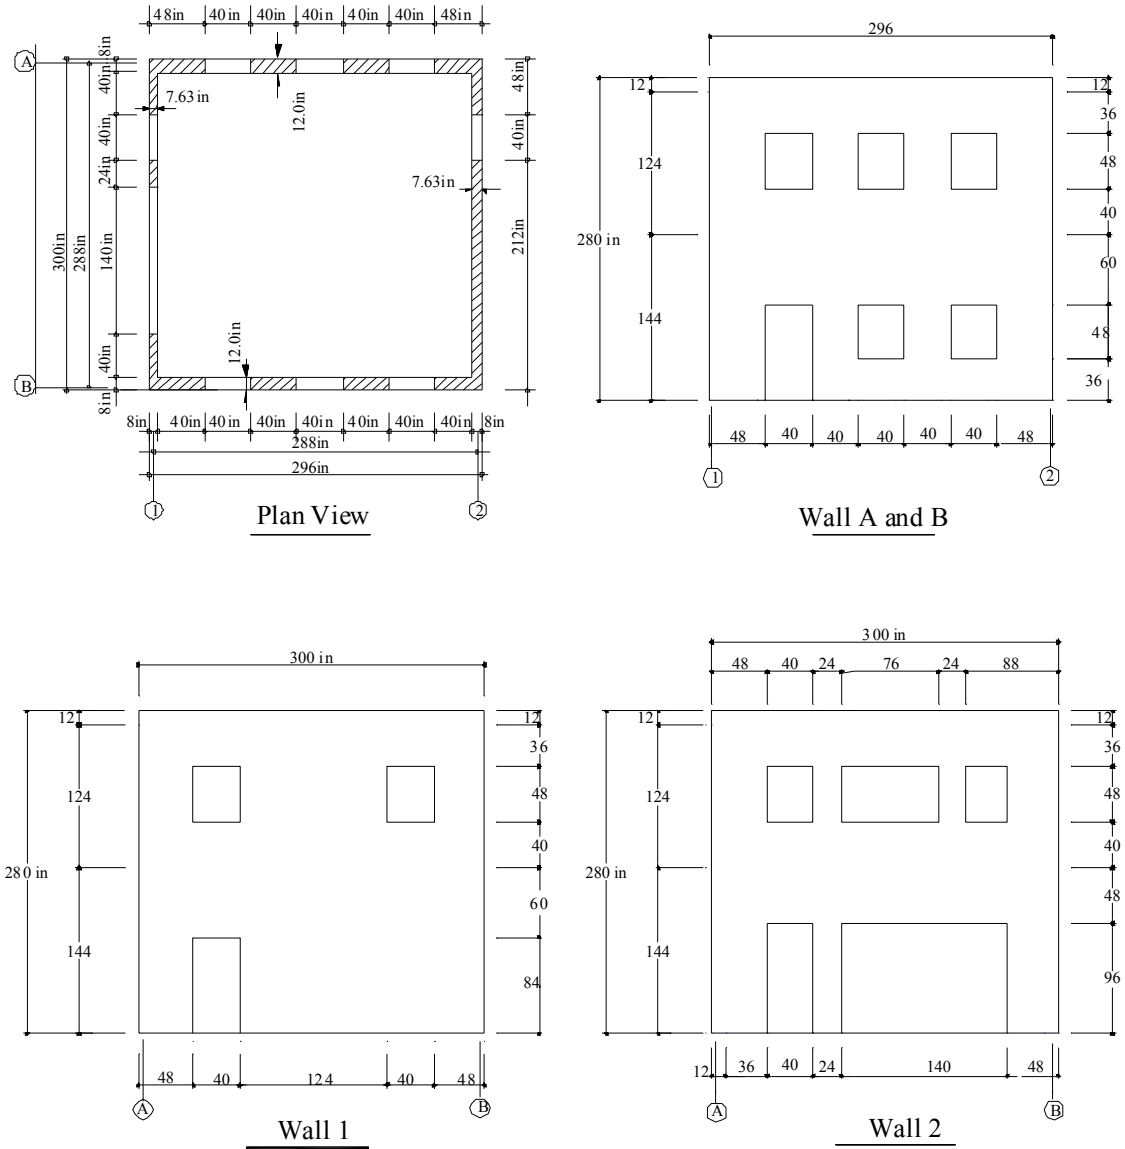 48in 40in 40in 40in 40in 40in 48in
A
8in
40in
40in
24in
140in
40in
8in
300in
288in
7.63in
12.0in
7.63in
12.0in
48in
40in
212in
B
8in 40in 40in 40in 40in 40in 40in 40in 8in
288in
296in
1 2
Plan View
296
12
124
280 in
144
12
36
48
40
60
48
36
48 40 40 40 40 40 48
1 2
Wall A and B
300 in
12
124
280 in
144
12
36
48
40
60
84
48 40 124 40 48
A B
Wall 1
300 in
48 40 24 76 24 88
12
124
280 in
144
12
36
48
40
48
96
12 36 40 24 140 48
A B
Wall 2